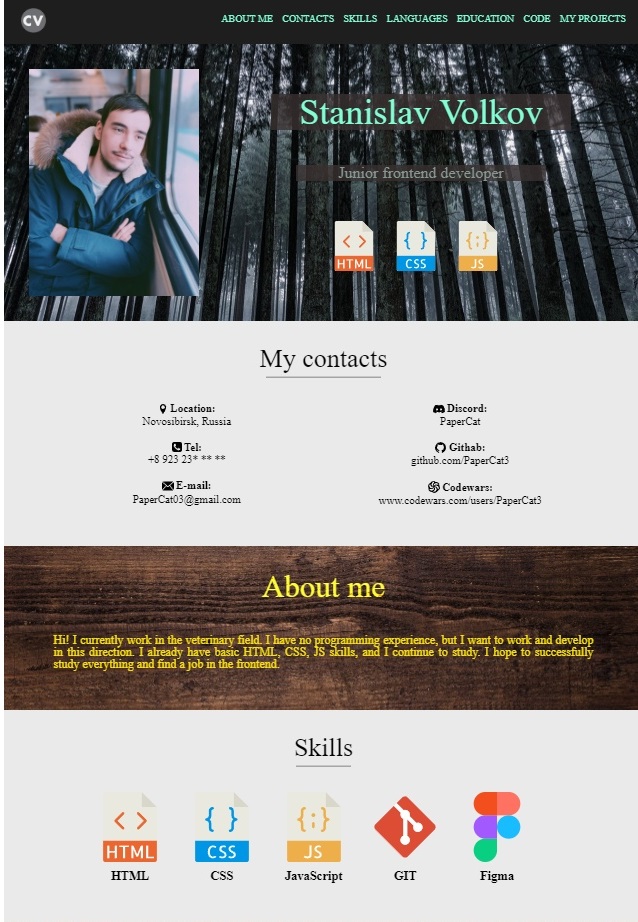 CV
ABOUT ME CONTACTS SKILLS LANGUAGES EDUCATION CODE MY PROJECTS
Stanislav Volkov
Junior frontend developer
HTML CSS JS
My contacts
Location:
Novosibirsk, Russia
Tel:
+8 923 23* ** **
E-mail:
PaperCat03@gmail.com
Discord:
PaperCat
Githab:
github.com/PaperCat3
Codewars:
www.codewars.com/users/PaperCat3
About me
Hi! I currently work in the veterinary field. I have no programming experience, but I want to work and develop
in this direction. I already have basic HTML, CSS, JS skills, and I continue to study. I hope to successfully
study everything and find a job in the frontend.
Skills
HTML CSS JS
HTML CSS JavaScript GIT Figma